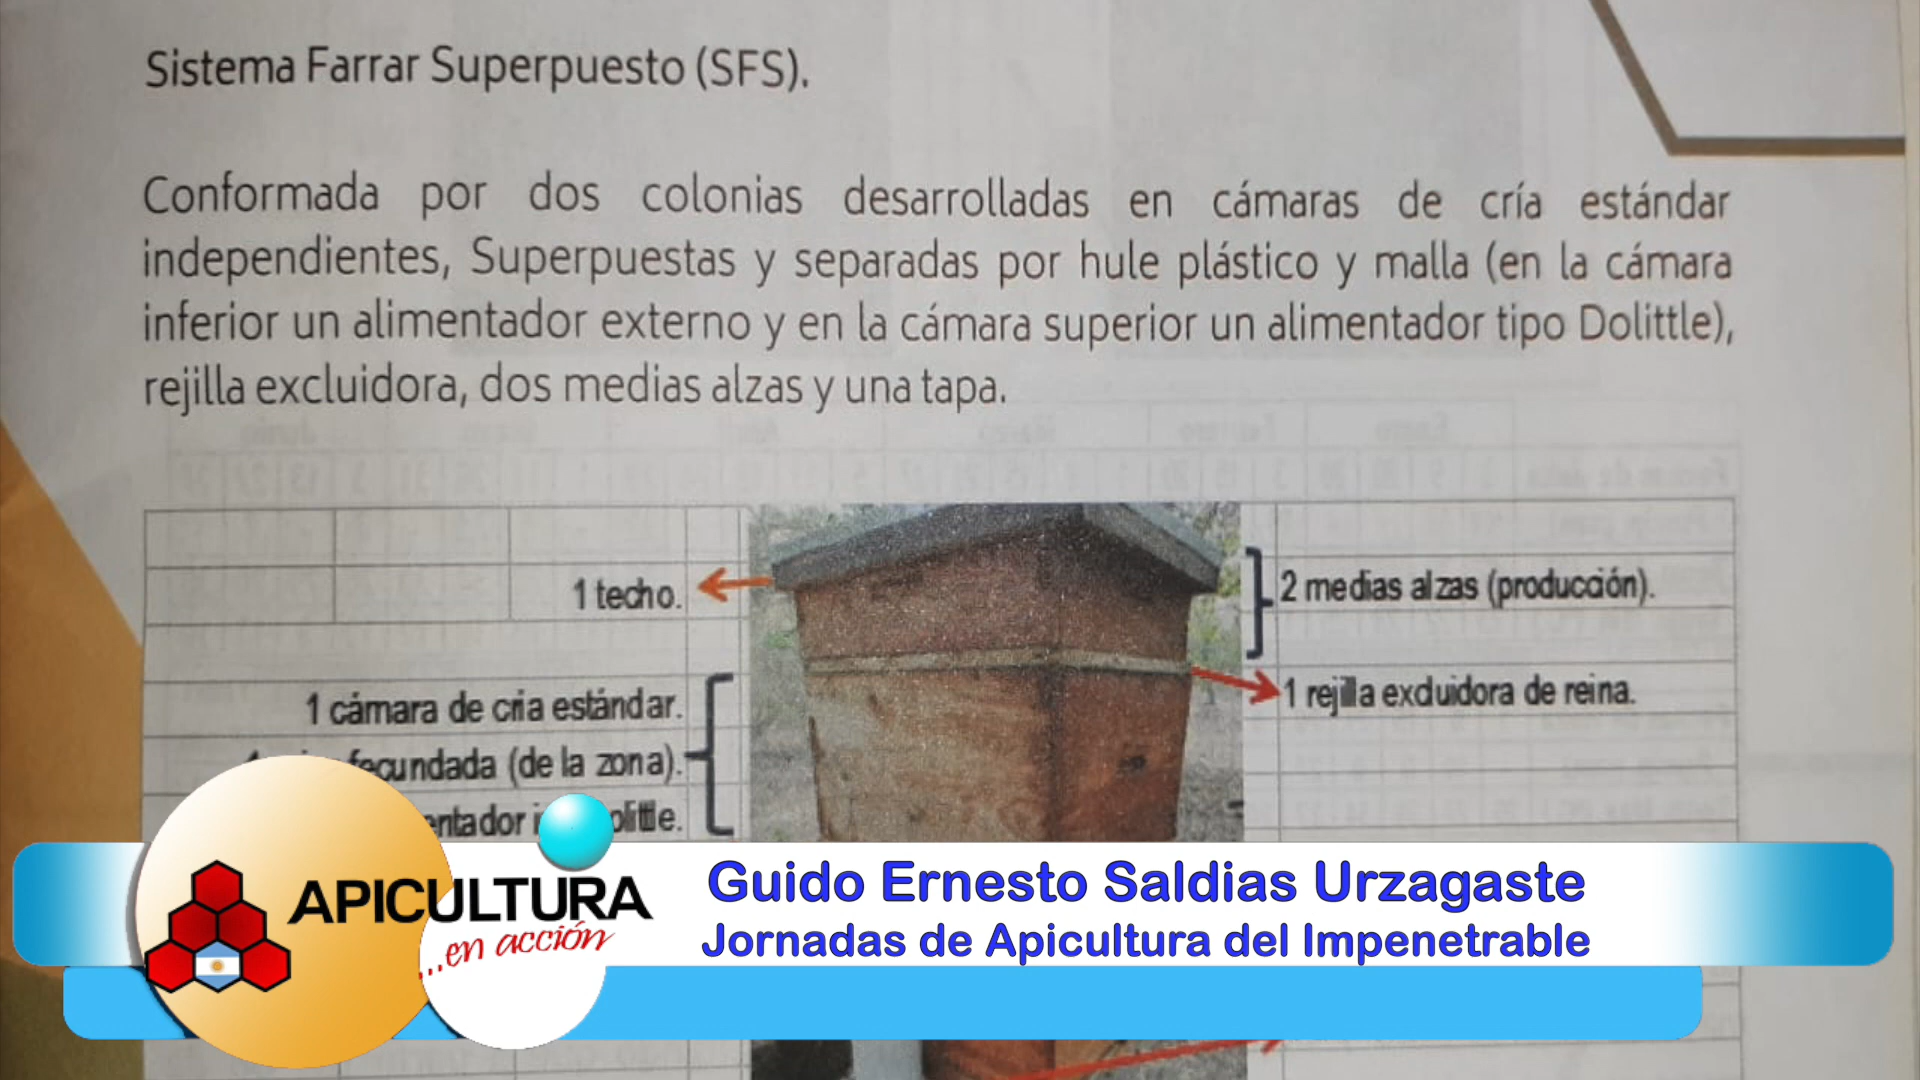 Sistema Farrar Superpuesto (SFS).
Conformada por dos colonias desarrolladas en cámaras de cría estándar
independientes, Superpuestas y separadas por hule plástico y malla (en la cámara
inferior un alimentador externo y en la cámara superior un alimentador tipo Dolittle),
rejilla excluidora, dos medias alzas y una tapa.
1 techo.
2 medias alzas (producción).
1 cámara de cria estándar.
1 rejilla excluidora de reina.
fecundada (de la zona).
APICULTURA
...en acción
Guido Ernesto Saldias Urzagaste
Jornadas de Apicultura del Impenetrable